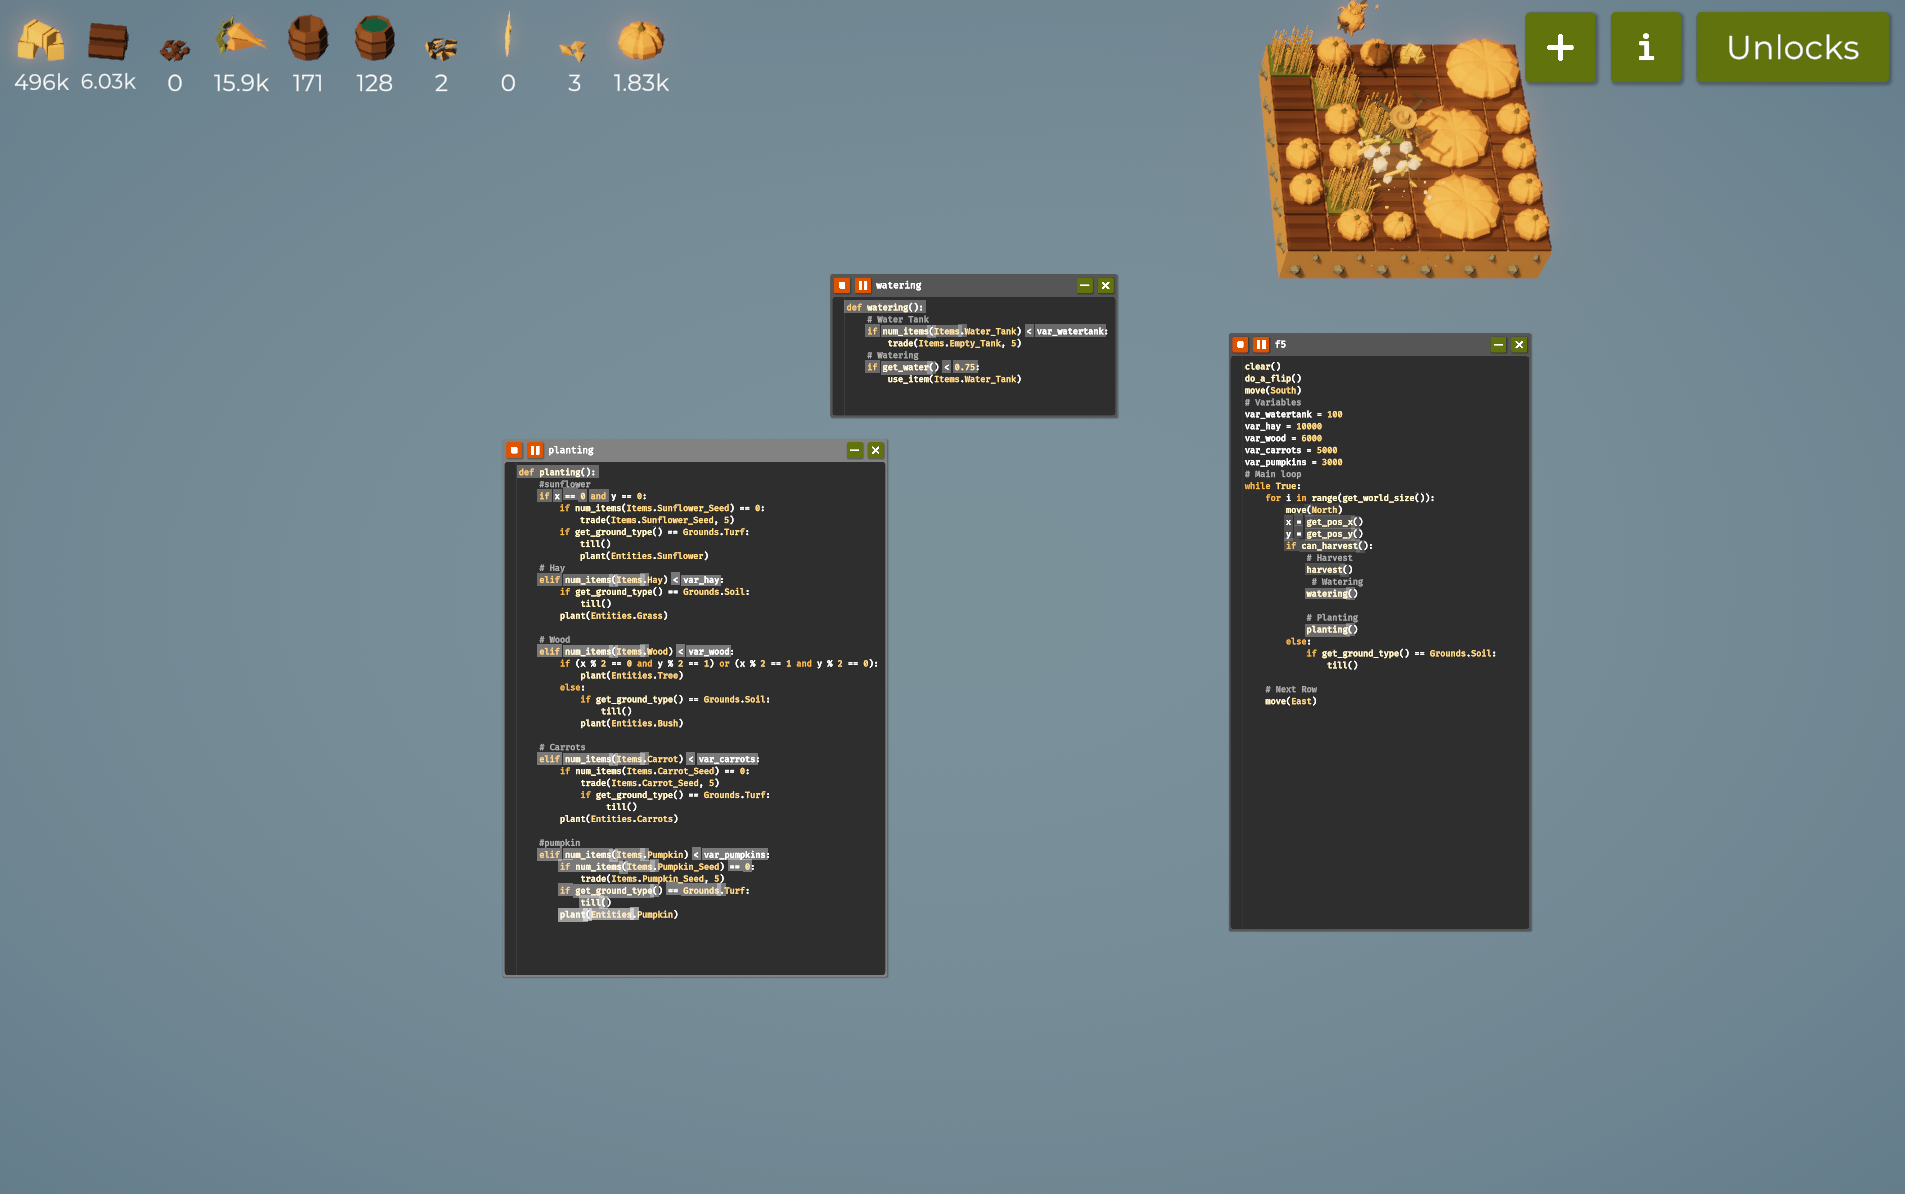 496k 6.03k 0 15.9k 171 128 2 0 3 1.83k
+ i Unlocks
watering
def watering():
# Water Tank
if num_items(Items.Water_Tank) < var_watertank:
trade(Items.Empty_Tank, 5)
# Watering
if get_water() < 0.75:
use_item(Items.Water_Tank)
f5
clear()
do_a_flip()
move(South)
# Variables
var_watertank = 100
var_hay = 10000
var_wood = 6000
var_carrots = 5000
var_pumpkins = 3000
# Main loop
while True:
for i in range(get_world_size()):
move(North)
x = get_pos_x()
y = get_pos_y()
if can_harvest():
# Harvest
harvest()
# Watering
watering()
# Planting
planting()
else:
if get_ground_type() == Grounds.Soil:
till()
# Next Row
move(East)
planting
def planting():
#sunflower
if x == 0 and y == 0:
if num_items(Items.Sunflower_Seed) == 0:
trade(Items.Sunflower_Seed, 5)
if get_ground_type() == Grounds.Turf:
till()
plant(Entities.Sunflower)
# Hay
elif num_items(Items.Hay) < var_hay:
if get_ground_type() == Grounds.Soil:
till()
plant(Entities.Grass)
# Wood
elif num_items(Items.Wood) < var_wood:
if (x % 2 == 0 and y % 2 == 1) or (x % 2 == 1 and y % 2 == 0):
plant(Entities.Tree)
else:
if get_ground_type() == Grounds.Soil:
till()
plant(Entities.Bush)
# Carrots
elif num_items(Items.Carrot) < var_carrots:
if num_items(Items.Carrot_Seed) == 0:
trade(Items.Carrot_Seed, 5)
if get_ground_type() == Grounds.Turf:
till()
plant(Entities.Carrots)
#pumpkin
elif num_items(Items.Pumpkin) < var_pumpkins:
if num_items(Items.Pumpkin_Seed) == 0:
trade(Items.Pumpkin_Seed, 5)
if get_ground_type() == Grounds.Turf:
till()
plant(Entities.Pumpkin)